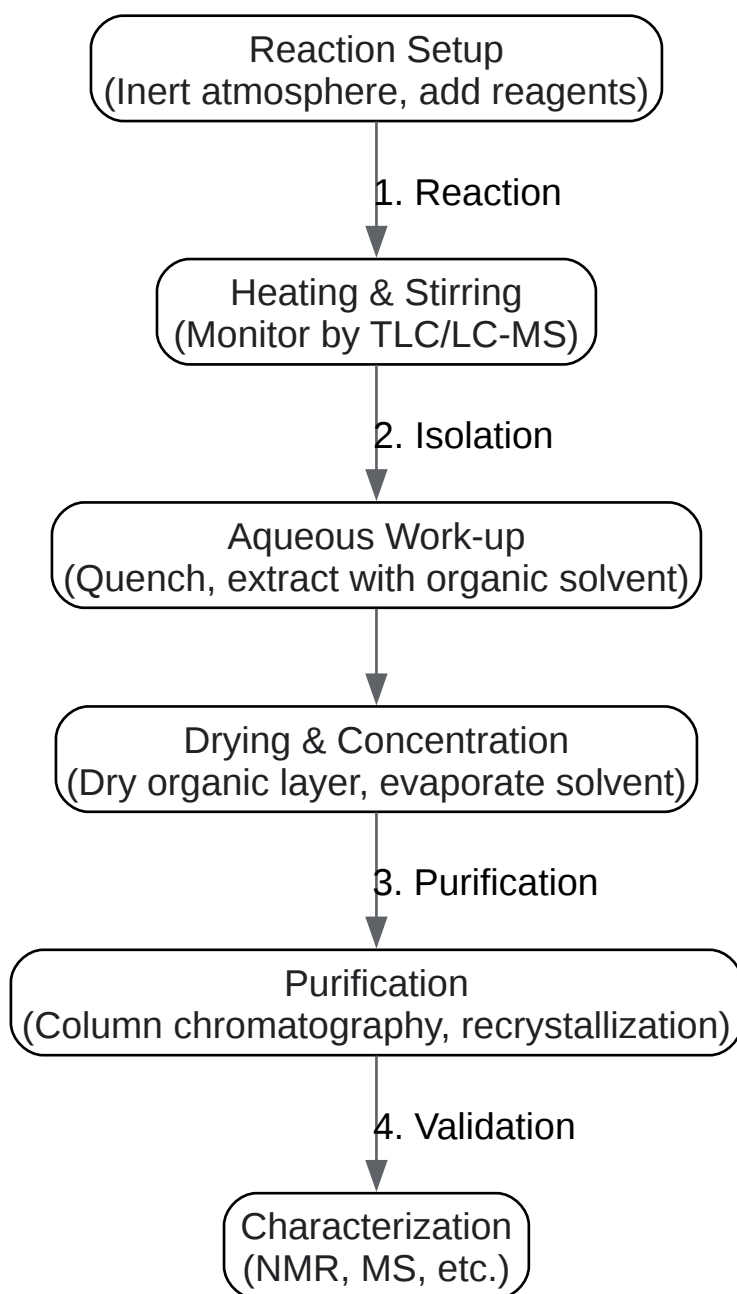 Reaction Setup
(Inert atmosphere, add reagents)
1. Reaction
Heating & Stirring
(Monitor by TLC/LC-MS)
2. Isolation
Aqueous Work-up
(Quench, extract with organic solvent)
Drying & Concentration
(Dry organic layer, evaporate solvent)
3. Purification
Purification
(Column chromatography, recrystallization)
4. Validation
Characterization
(NMR, MS, etc.)